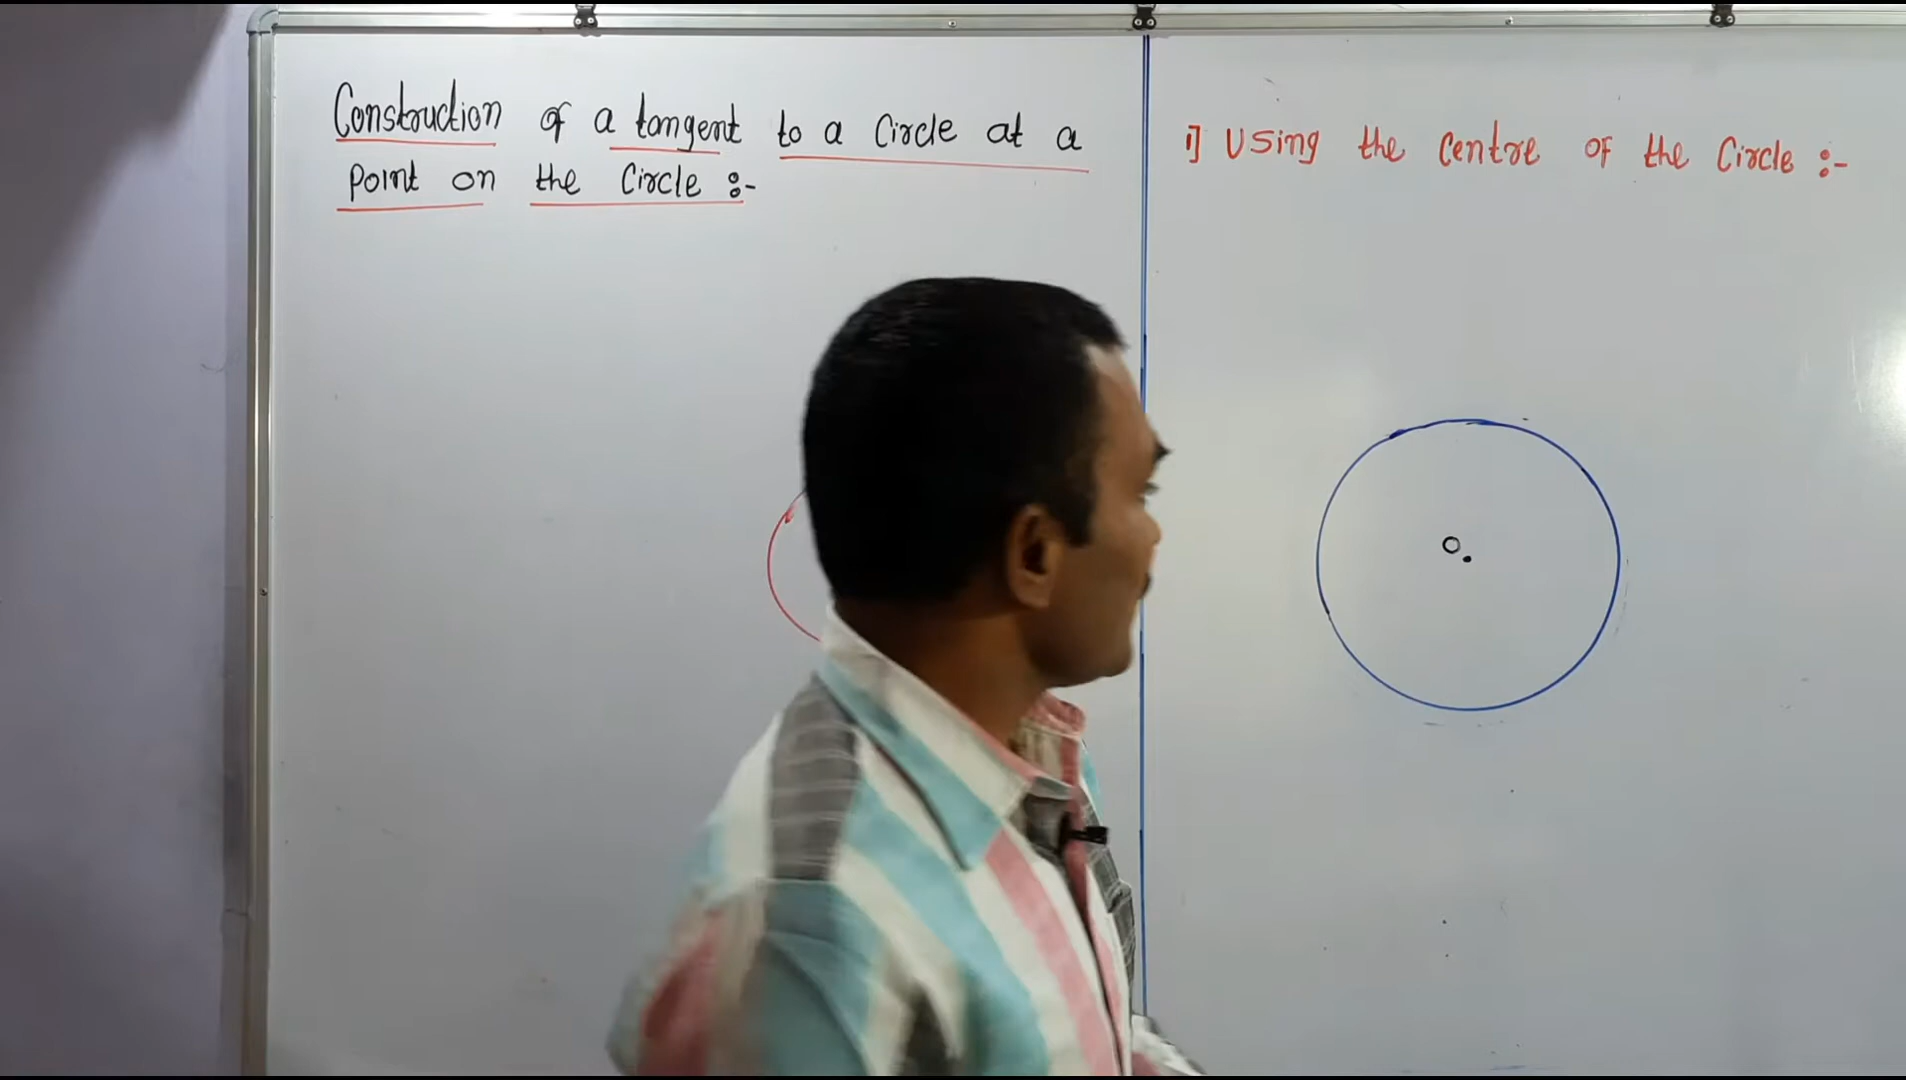 Construction of a tangent to a Circle at a
point on the Circle :-
i] Using the Centre of the Circle :-
O